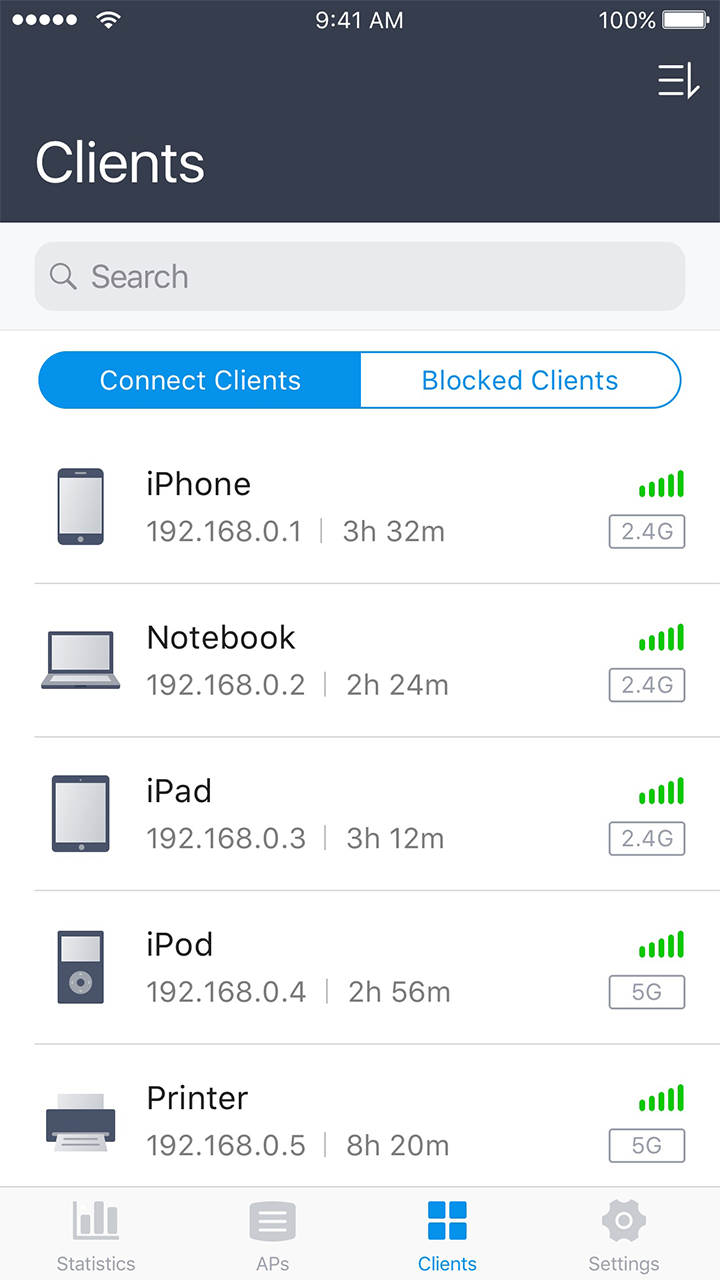 9:41 AM 100%
Clients
Search
Connect Clients Blocked Clients
iPhone
192.168.0.1 | 3h 32m 2.4G
Notebook
192.168.0.2 | 2h 24m 2.4G
iPad
192.168.0.3 | 3h 12m 2.4G
iPod
192.168.0.4 | 2h 56m 5G
Printer
192.168.0.5 | 8h 20m 5G
Statistics APs Clients Settings